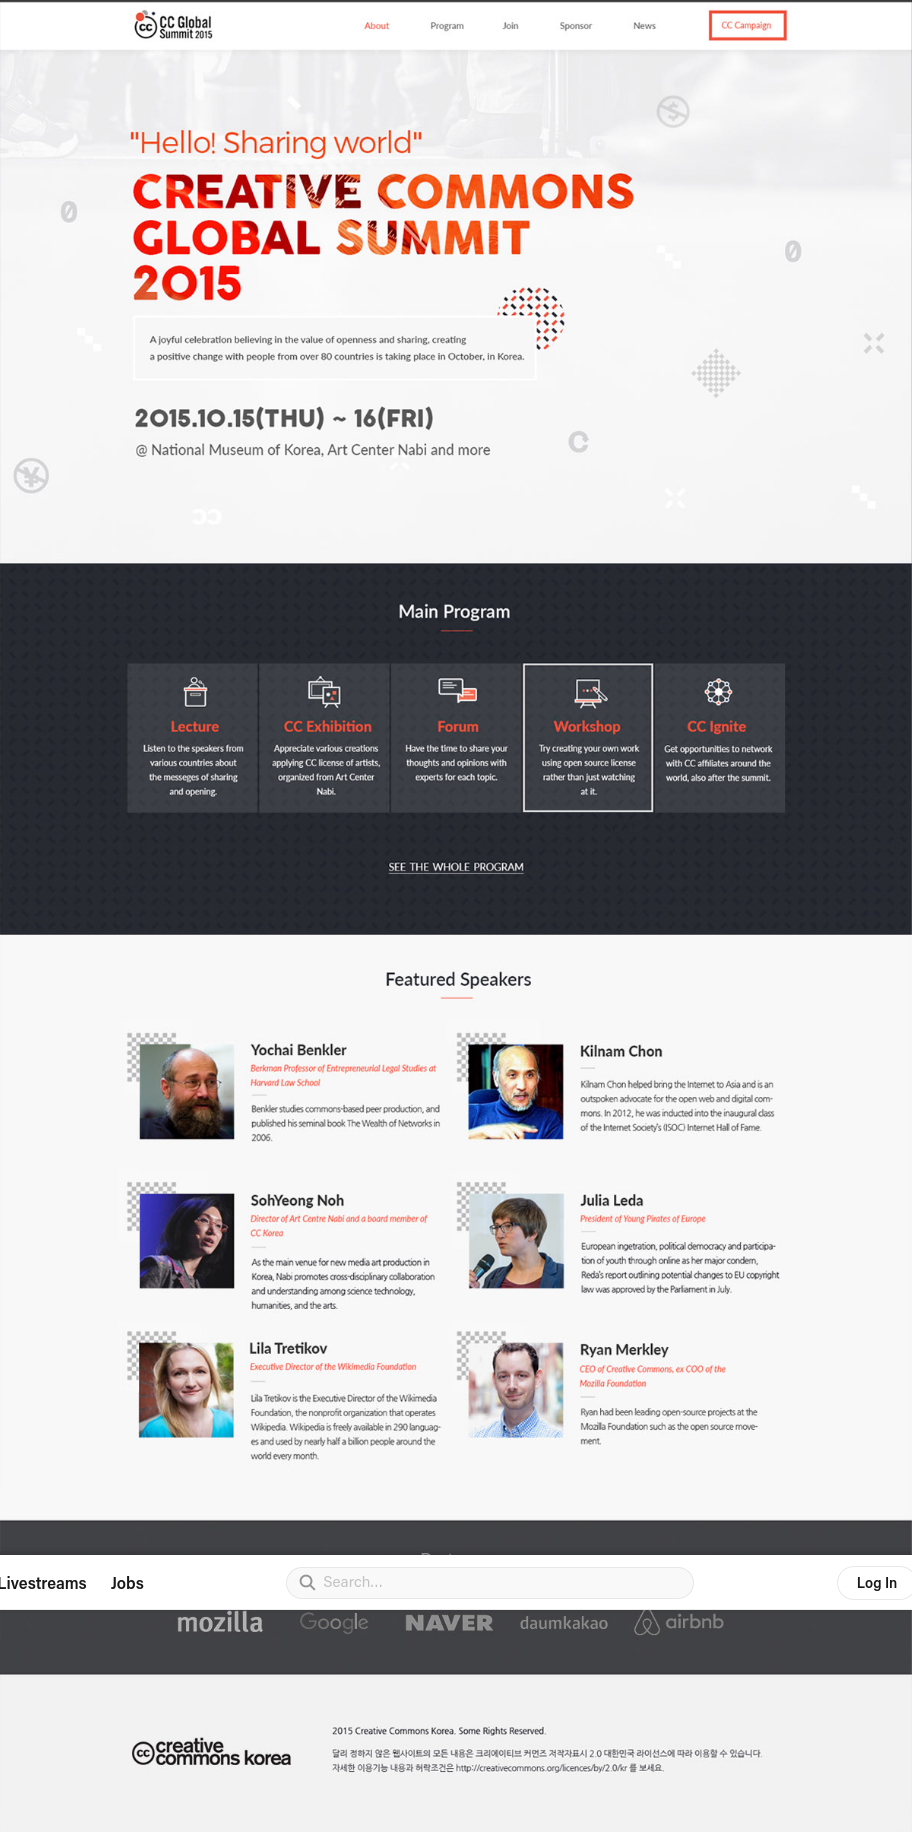 CC Global
Summit 2015
About Program Join Sponsor News CC Campaign
"Hello! Sharing world"
CREATIVE COMMONS
GLOBAL SUMMIT
2015
A joyful celebration believing in the value of openness and sharing, creating
a positive change with people from over 80 countries is taking place in October, in Korea.
2015.10.15(THU) ~ 16(FRI)
@ National Museum of Korea, Art Center Nabi and more
Main Program
Lecture
Listen to the speakers from
various countries about
the messeges of sharing
and opening.
CC Exhibition
Appreciate various creations
applying CC license of artists,
organized from Art Center
Nabi.
Forum
Have the time to share your
thoughts and opinions with
experts for each topic.
Workshop
Try creating your own work
using open source license
rather than just watching
at it.
CC Ignite
Get opportunities to network
with CC affiliates around the
world, also after the summit.
SEE THE WHOLE PROGRAM
Featured Speakers
Yochai Benkler
Berkman Professor of Entrepreneurial Legal Studies at
Harvard Law School
Benkler studies commons-based peer production, and
published his seminal book The Wealth of Networks in
2006.
Kilnam Chon
Kilnam Chon helped bring the Internet to Asia and is an
outspoken advocate for the open web and digital com-
mons. In 2012, he was inducted into the inaugural class
of the Internet Society's (ISOC) Internet Hall of Fame.
SohYeong Noh
Director of Art Centre Nabi and a board member of
CC Korea
As the main venue for new media art production in
Korea, Nabi promotes cross-disciplinary collaboration
and understanding among science technology,
humanities, and the arts.
Julia Leda
President of Young Pirates of Europe
European ingetration, political democracy and participa-
tion of youth through online as her major condern,
Reda's report outlining potential changes to EU copyright
law was approved by the Parliament in July.
Lila Tretikov
Executive Director of the Wikimedia Foundation
Lila Tretikov is the Executive Director of the Wikimedia
Foundation, the nonprofit organization that operates
Wikipedia. Wikipedia is freely available in 290 languag-
es and used by nearly half a billion people around the
world every month.
Ryan Merkley
CEO of Creative Commons, ex COO of the
Mozilla Foundation
Ryan had been leading open-source projects at the
Mozilla Foundation such as the open source move-
ment.
Livestreams Jobs Search... Log In
mozilla Google NAVER daumkakao airbnb
cc creative
commons korea
2015 Creative Commons Korea. Some Rights Reserved.
달리 정하지 않은 웹사이트의 모든 내용은 크리에이티브 커먼즈 저작자표시 2.0 대한민국 라이선스에 따라 이용할 수 있습니다.
자세한 이용기능 내용과 허락조건은 http://creativecommons.org/licences/by/2.0/kr 를 보세요.